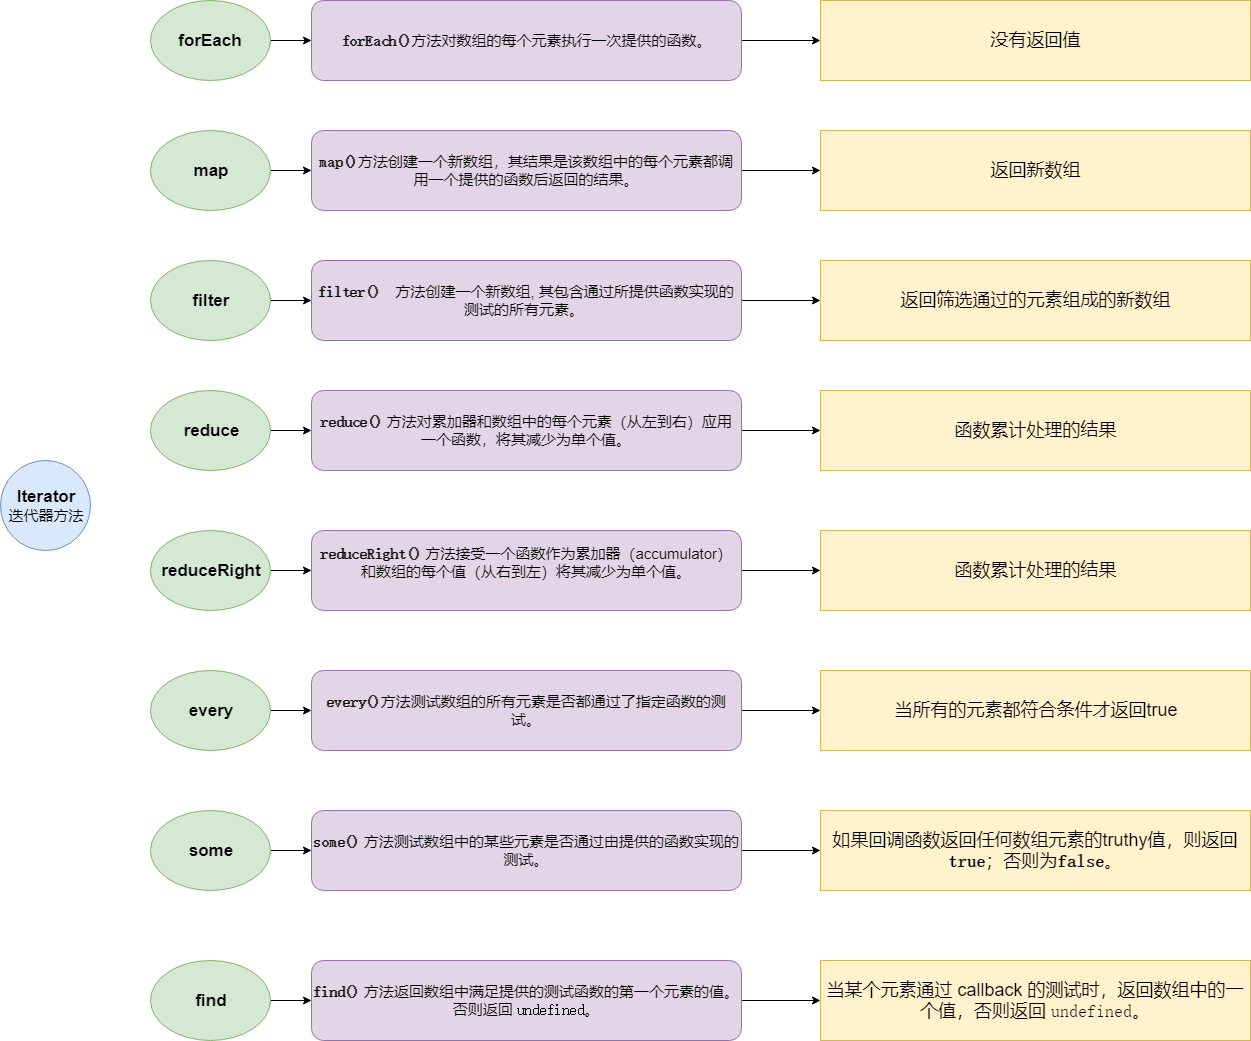 forEach
forEach()方法对数组的每个元素执行一次提供的函数。
没有返回值
map
map()方法创建一个新数组，其结果是该数组中的每个元素都调
用一个提供的函数后返回的结果。
返回新数组
filter
filter() 方法创建一个新数组, 其包含通过所提供函数实现的
测试的所有元素。
返回筛选通过的元素组成的新数组
reduce
reduce() 方法对累加器和数组中的每个元素（从左到右）应用
一个函数，将其减少为单个值。
函数累计处理的结果
Iterator
迭代器方法
reduceRight
reduceRight() 方法接受一个函数作为累加器（accumulator）
和数组的每个值（从右到左）将其减少为单个值。
函数累计处理的结果
every
every()方法测试数组的所有元素是否都通过了指定函数的测
试。
当所有的元素都符合条件才返回true
some
some() 方法测试数组中的某些元素是否通过由提供的函数实现的
测试。
如果回调函数返回任何数组元素的truthy值，则返回
true；否则为false。
find
find() 方法返回数组中满足提供的测试函数的第一个元素的值。
否则返回 undefined。
当某个元素通过 callback 的测试时，返回数组中的一
个值，否则返回 undefined。